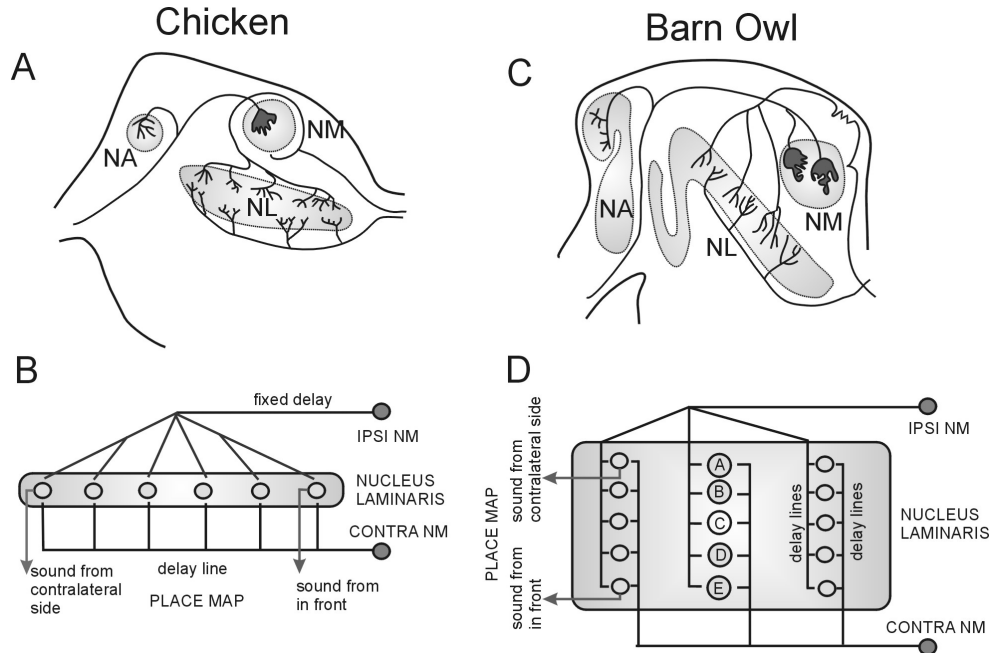 Chicken
Barn Owl
A
NA
NM
NL
C
NA
NL
NM
B
fixed delay
IPSI NM
NUCLEUS
LAMINARIS
CONTRA NM
sound from
contralateral
side
delay line
PLACE MAP
sound from
in front
D
PLACE MAP
sound from
contralateral side
sound from
in front
A
B
C
D
E
delay lines
delay lines
IPSI NM
NUCLEUS
LAMINARIS
CONTRA NM